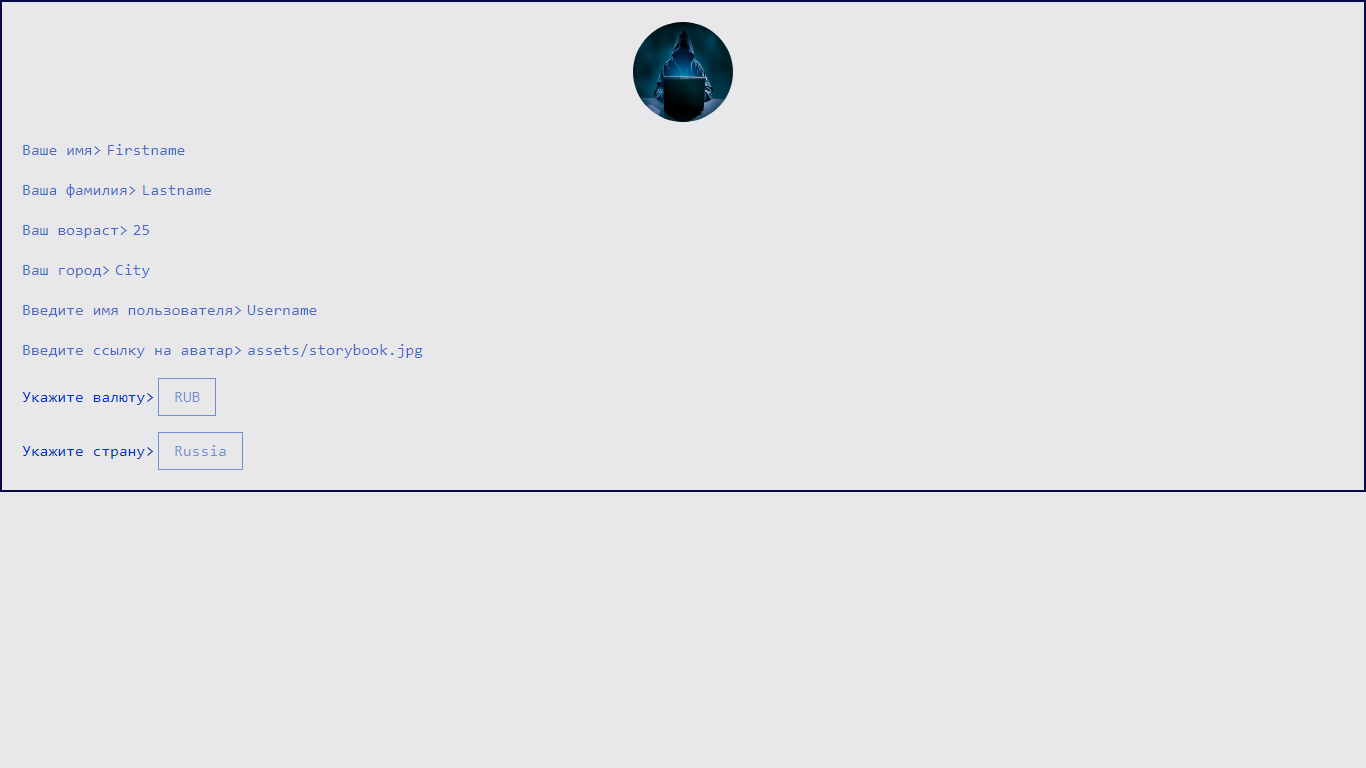 Ваше имя> Firstname
Ваша фамилия> Lastname
Ваш возраст> 25
Ваш город> City
Введите имя пользователя> Username
Введите ссылку на аватар> assets/storybook.jpg
Укажите валюту> RUB
Укажите страну> Russia